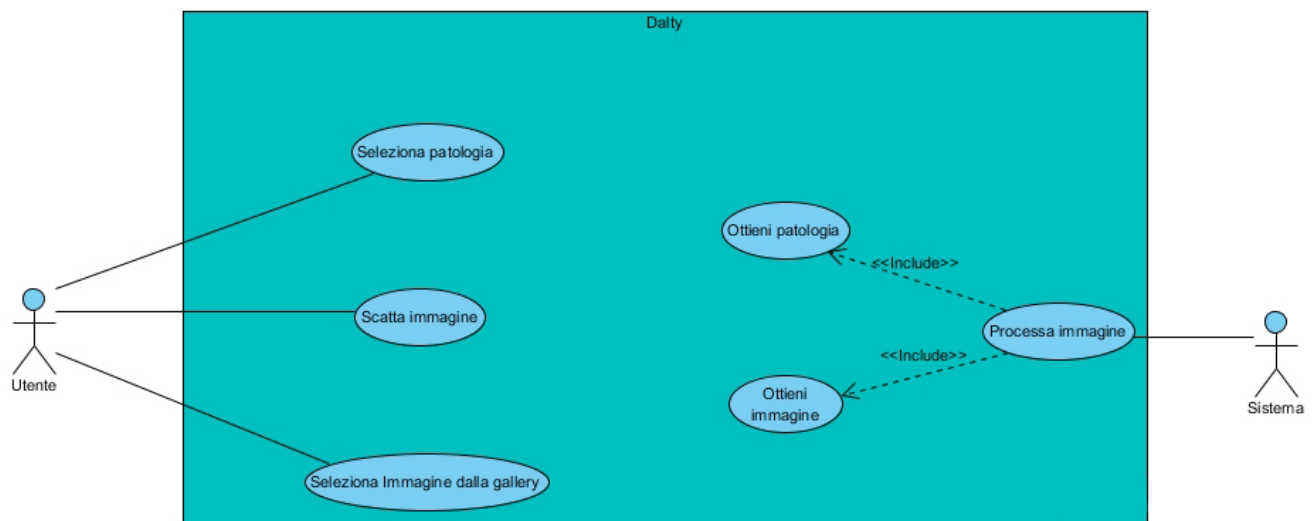 Dalty
Seleziona patologia
Ottieni patologia
<<Include>>
Scatta immagine
Processa immagine
<<Include>>
Utente
Ottieni
immagine
Sistema
Seleziona Immagine dalla gallery